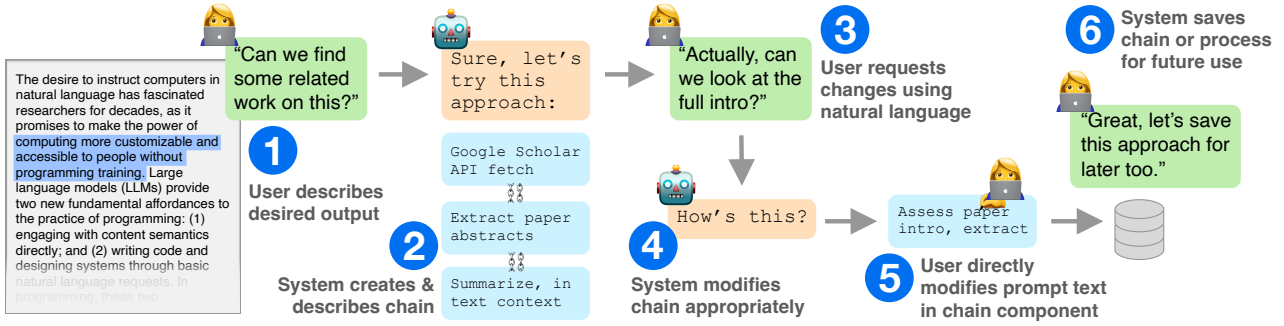 The desire to instruct computers in
natural language has fascinated
researchers for decades, as it
promises to make the power of
computing more customizable and
accessible to people without
programming training. Large
language models (LLMs) provide
two new fundamental affordances to
the practice of programming: (1)
engaging with content semantics
directly; and (2) writing code and
designing systems through basic
natural language requests. In
programming, these two
“Can we find
some related
work on this?”
1
User describes
desired output
Sure, let’s
try this
approach:
Google Scholar
API fetch
Extract paper
abstracts
Summarize, in
text context
2
System creates &
describes chain
“Actually, can
we look at the
full intro?”
3
User requests
changes using
natural language
How’s this?
4
System modifies
chain appropriately
Assess paper
intro, extract
5
User directly
modifies prompt text
in chain component
6
System saves
chain or process
for future use
“Great, let’s save
this approach for
later too.”